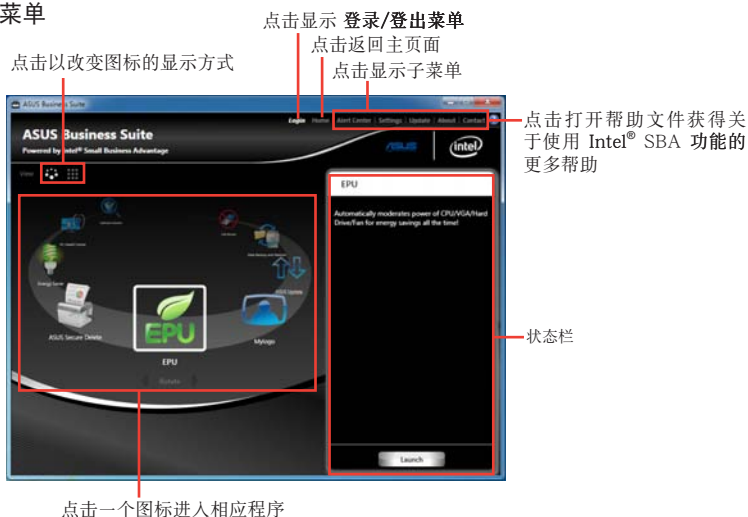 菜单
点击显示 登录/登出菜单
点击返回主页面
点击以改变图标的显示方式
点击显示子菜单
ASUS Business Suite
Login Home Alert Center | Settings | Update | About | Contact
点击打开帮助文件获得关
于使用 Intel® SBA 功能的
更多帮助
ASUS Business Suite
Powered by Intel® Small Business Advantage
ASUS
intel
View
EPU
Automatically moderates power of CPU/VGA/Hard
Drive/Fan for energy savings all the time!
Energy Saver
ASUS Update
ASUS Secure Delete
EPU
Mylogo
EPU
Rotate
状态栏
Launch
点击一个图标进入相应程序